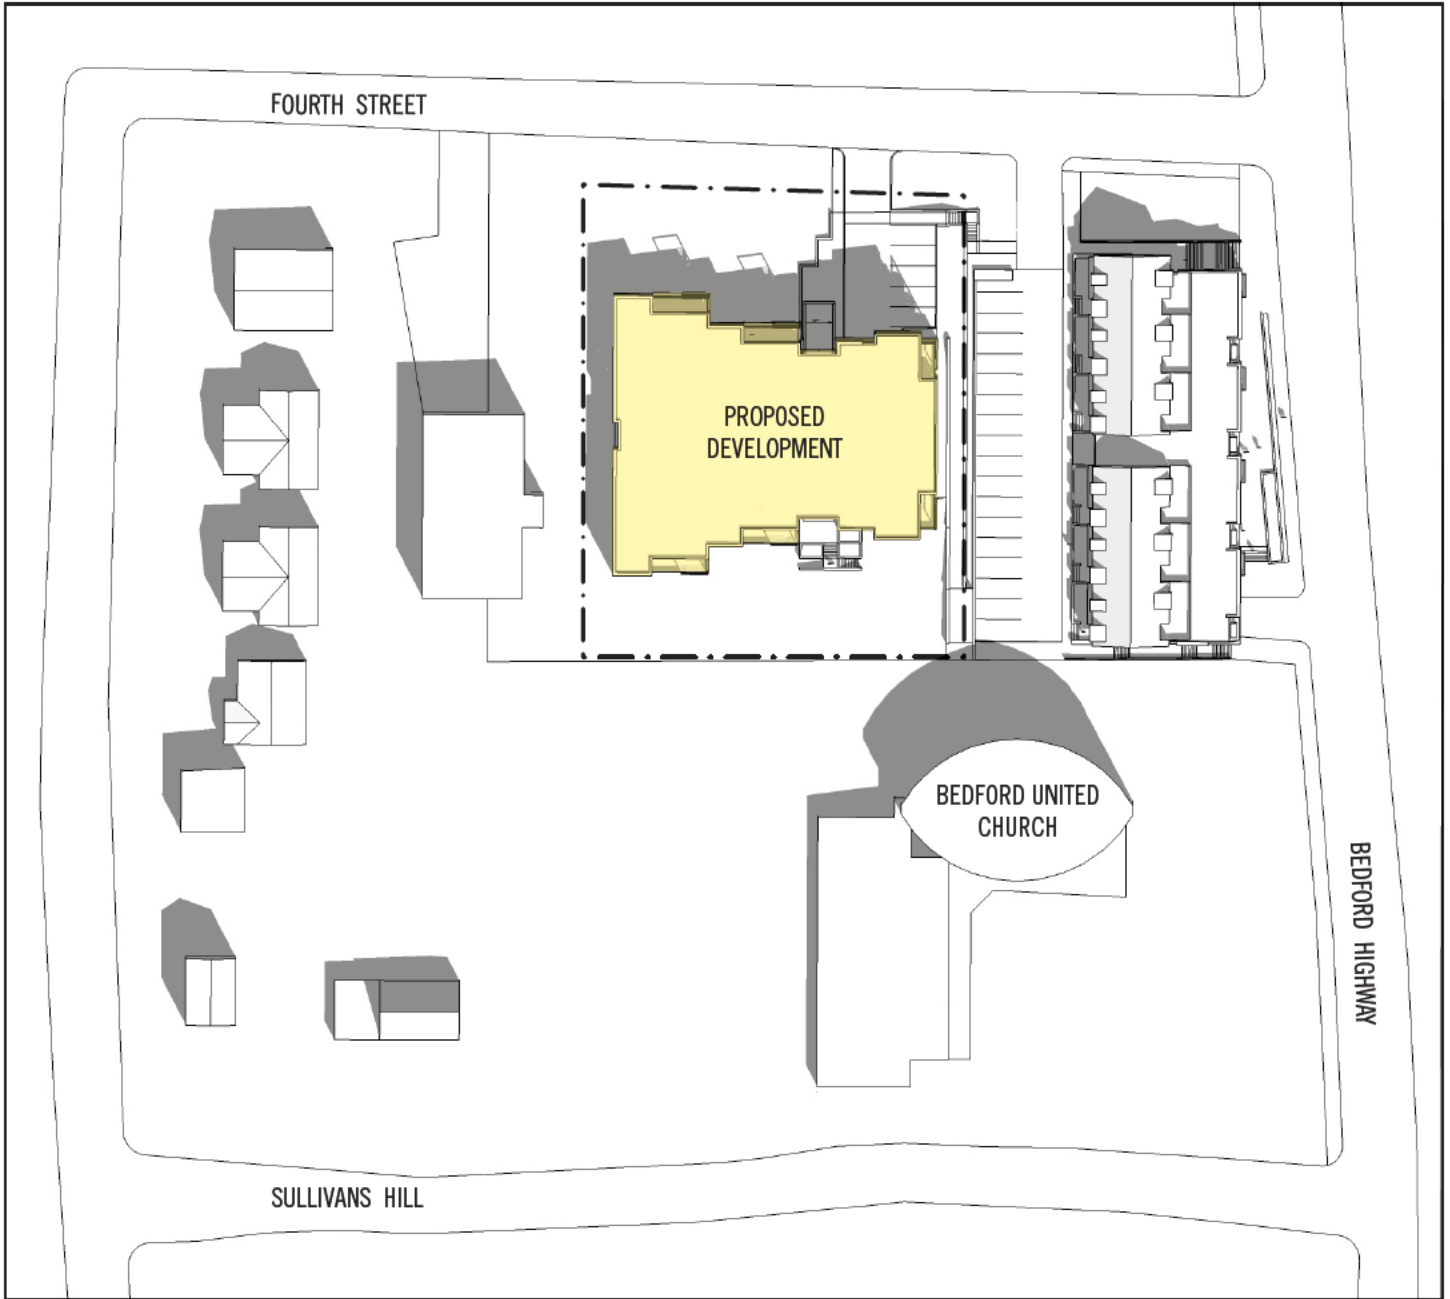 FOURTH STREET
PROPOSED
DEVELOPMENT
BEDFORD UNITED
CHURCH
BEDFORD HIGHWAY
SULLIVANS HILL